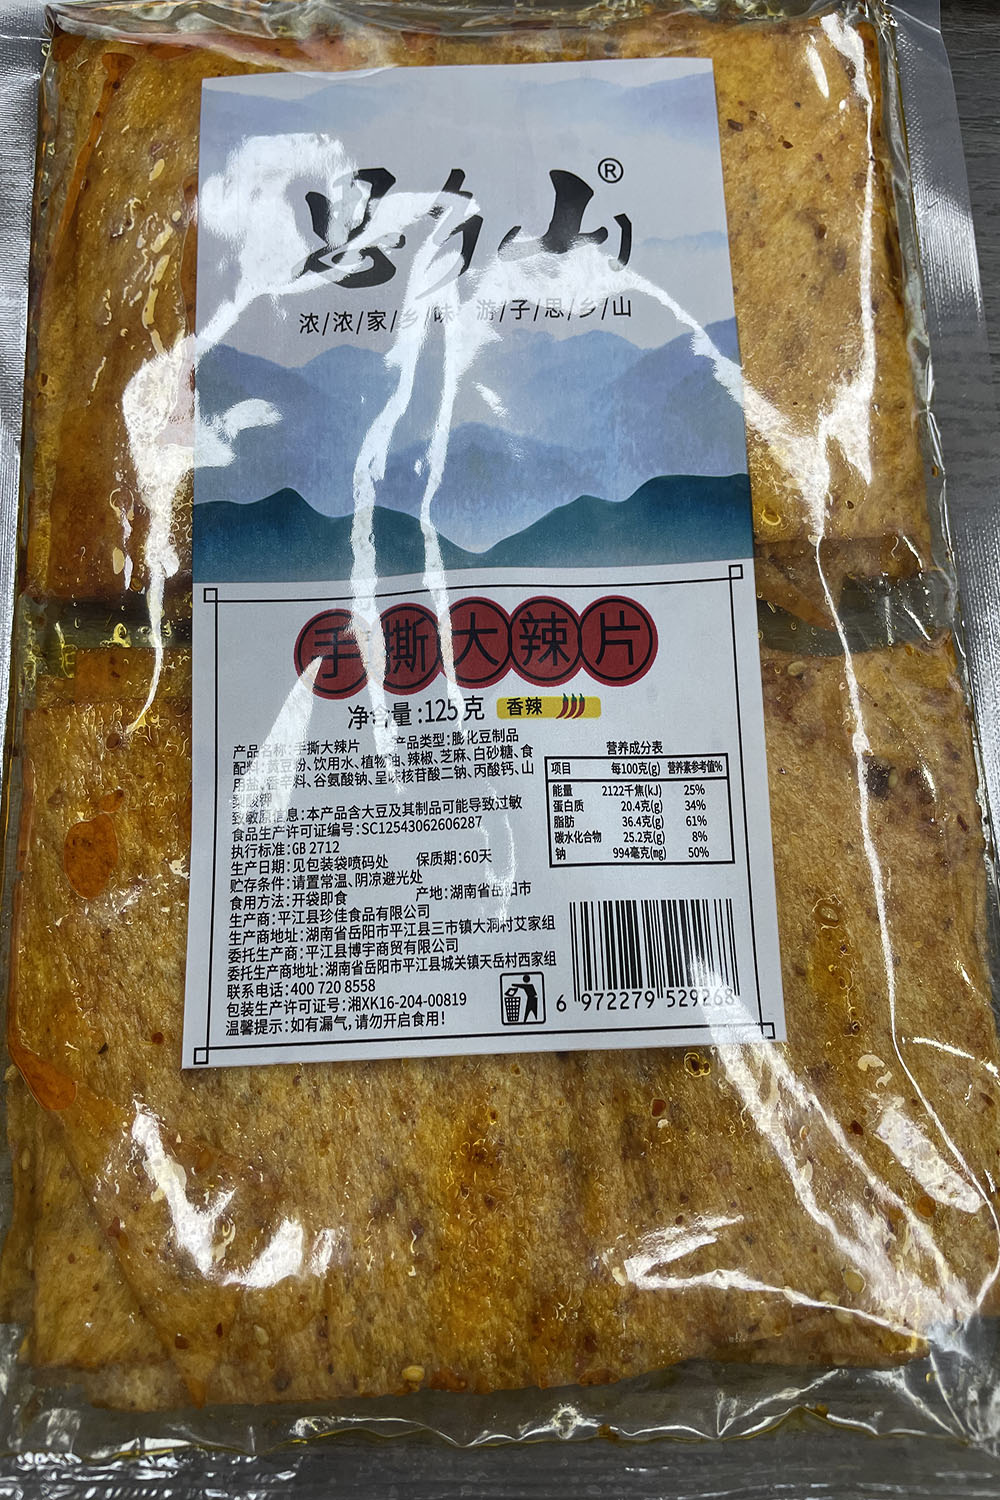 思乡山®
浓/浓/家/乡/味 游/子/思/乡/山
手撕大辣片
净含量:125克 香辣
产品名称:手撕大辣片 产品类型:膨化豆制品
配料:黄豆粉、饮用水、植物油、辣椒、芝麻、白砂糖、食
用盐、香辛料、谷氨酸钠、呈味核苷酸二钠、丙酸钙、山
梨酸钾
致敏原信息:本产品含大豆及其制品可能导致过敏
食品生产许可证编号:SC12543062606287
执行标准:GB 2712
生产日期:见包装袋喷码处 保质期:60天
贮存条件:请置常温、阴凉避光处
食用方法:开袋即食 产地:湖南省岳阳市
生产商:平江县珍佳食品有限公司
生产商地址:湖南省岳阳市平江县三市镇大洞村艾家组
委托生产商:平江县博宇商贸有限公司
委托生产商地址:湖南省岳阳市平江县城关镇天岳村西家组
联系电话:400 720 8558
包装生产许可证号:湘XK16-204-00819
温馨提示:如有漏气,请勿开启食用!
营养成分表
项目 每100克(g) 营养素参考值%
能量 2122千焦(kJ) 25%
蛋白质 20.4克(g) 34%
脂肪 36.4克(g) 61%
碳水化合物 25.2克(g) 8%
钠 994毫克(mg) 50%
6 972279 529268